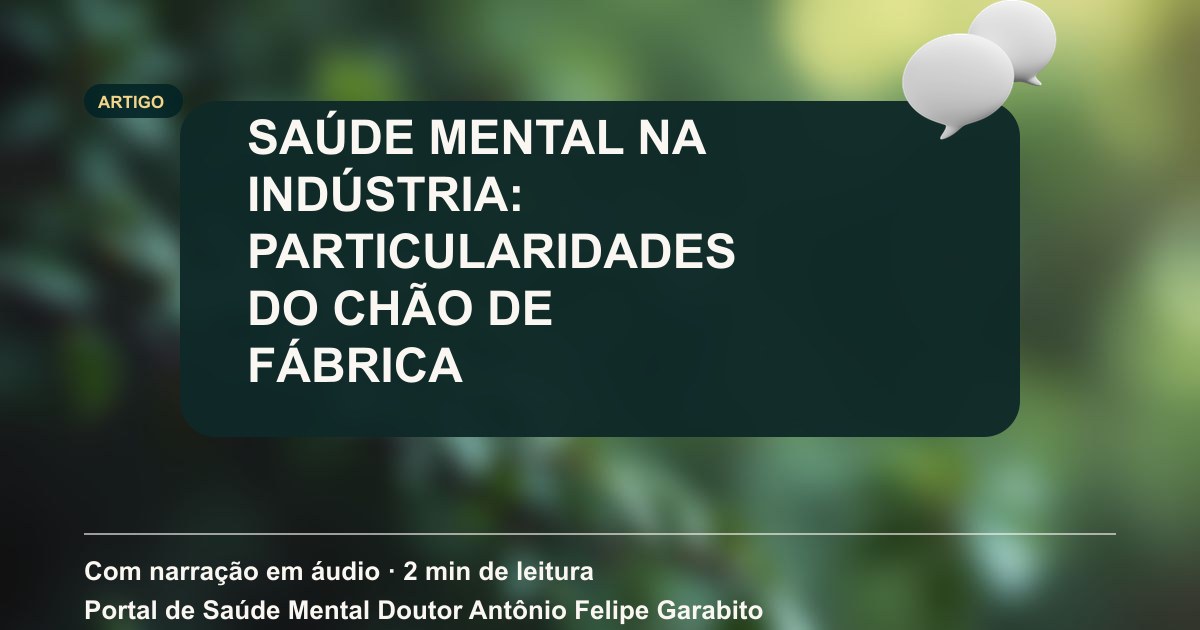 ARTIGO
SAÚDE MENTAL NA
INDÚSTRIA:
PARTICULARIDADES
DO CHÃO DE
FÁBRICA
Com narração em áudio · 2 min de leitura
Portal de Saúde Mental Doutor Antônio Felipe Garabito